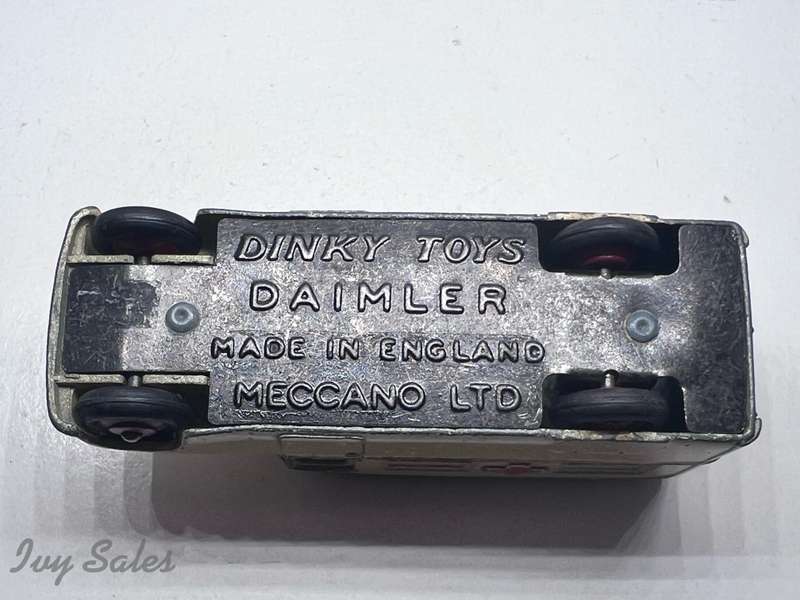 DINKY TOYS
DAIMLER
MADE IN ENGLAND
MECCANO LTD
Ivy Sales